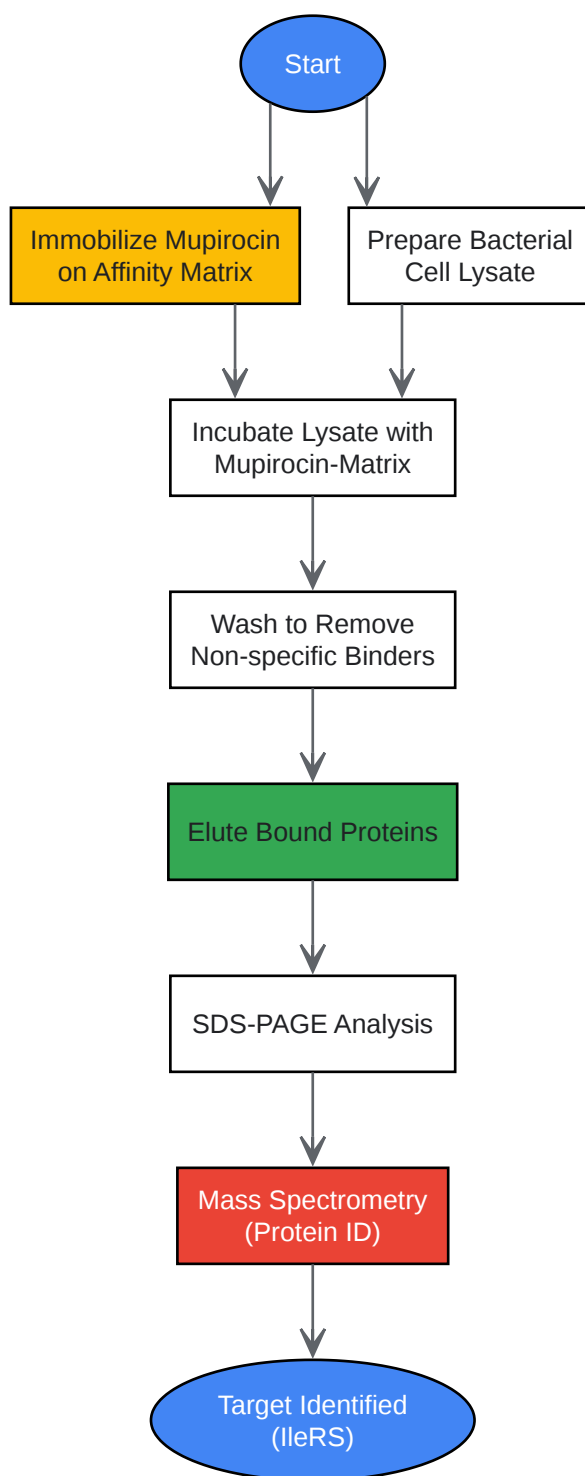 Start
Immobilize Mupirocin
on Affinity Matrix
Prepare Bacterial
Cell Lysate
Incubate Lysate with
Mupirocin-Matrix
Wash to Remove
Non-specific Binders
Elute Bound Proteins
SDS-PAGE Analysis
Mass Spectrometry
(Protein ID)
Target Identified
(IleRS)